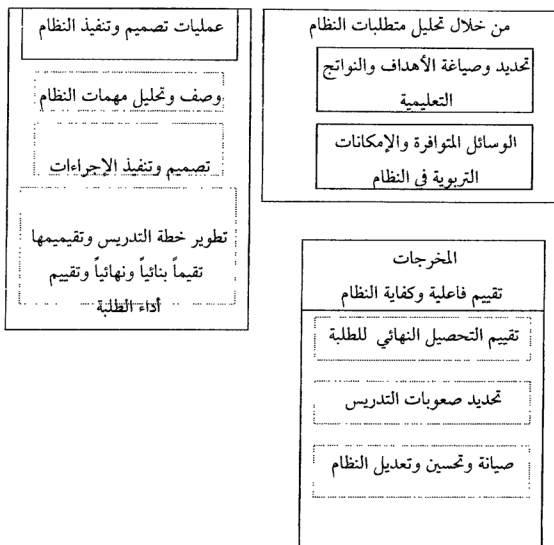 من خلال تحليل متطلبات النظام
تحديد وصياغة الأهداف والنواتج
التعليمية
الوسائل المتوافرة والإمكانات
التربوية في النظام
عمليات تصميم وتنفيذ النظام
وصف وتحليل مهمات النظام
تصميم وتنفيذ الإجراءات
تطوير خطة التدريس وتقيميمها
تقيماً بنائياً ونهائياً وتقييم
أداء الطلبة
المخرجات
تقييم فاعلية وكفاية النظام
تقييم التحصيل النهائي للطلبة
تحديد صعوبات التدريس
صيانة وتحسين وتعديل النظام